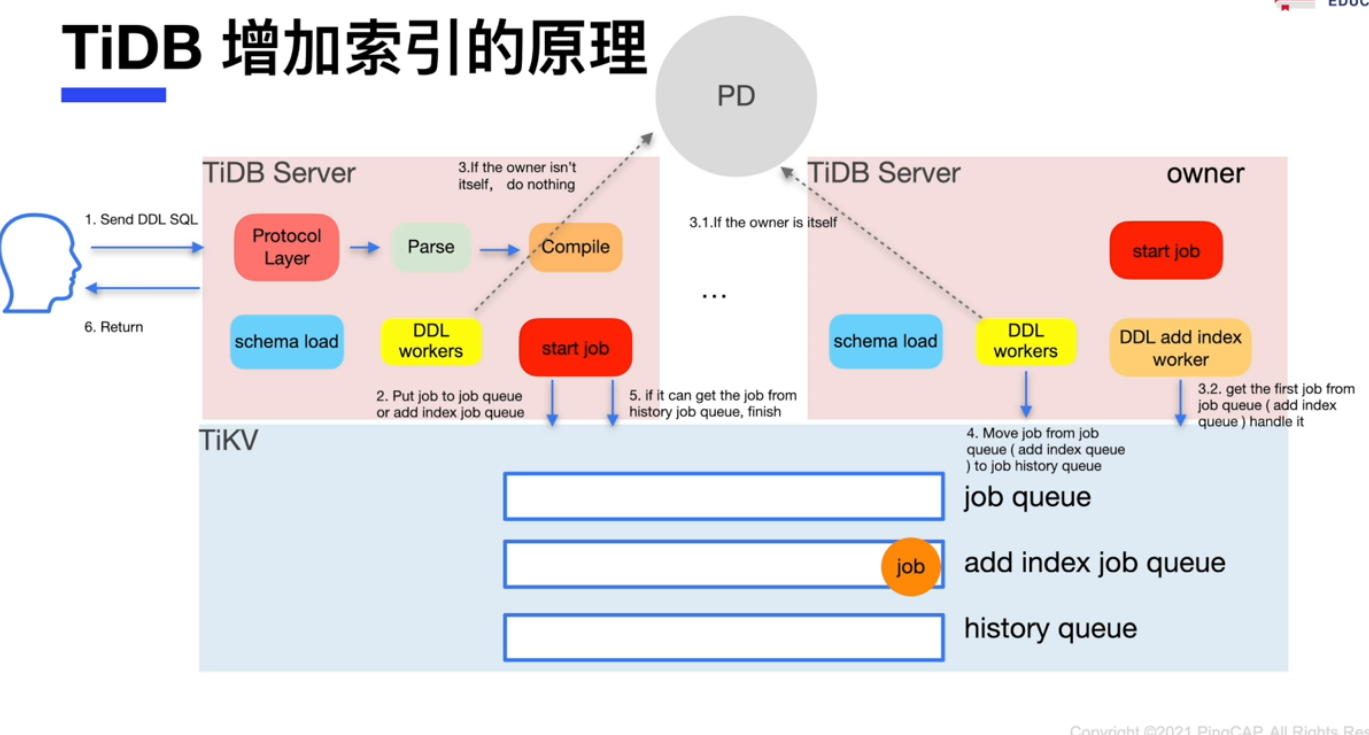 EDUC
TiDB 增加索引的原理
PD
TiDB Server
3.If the owner isn't
itself, do nothing
TiDB Server
owner
1. Send DDL SQL
Protocol
Layer
Parse
Compile
3.1.If the owner is itself
start job
...
6. Return
schema load
DDL
workers
start job
schema load
DDL
workers
DDL add index
worker
2. Put job to job queue
or add index job queue
5. if it can get the job from
history job queue, finish
3.2. get the first job from
job queue ( add index
queue ) handle it
TiKV
4. Move job from job
queue ( add index queue
) to job history queue
job queue
job
add index job queue
history queue
Copyright ©2021 PingCAP. All Rights Res